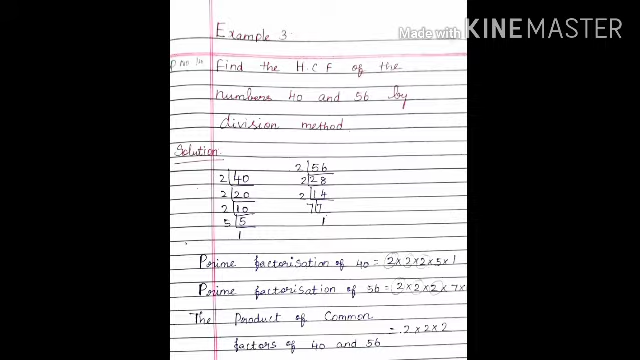 Made with KINEMASTER
Example 3
Find the H.C.F of the
numbers 40 and 56 by
division method.
Solution
2 | 40
2 | 20
2 | 10
5 | 5
1
2 | 56
2 | 28
2 | 14
7 | 7
1
Prime factorisation of 40 = 2 × 2 × 2 × 5 × 1
Prime factorisation of 56 = 2 × 2 × 2 × 7 ×
The Product of Common
factors of 40 and 56 = 2 × 2 × 2